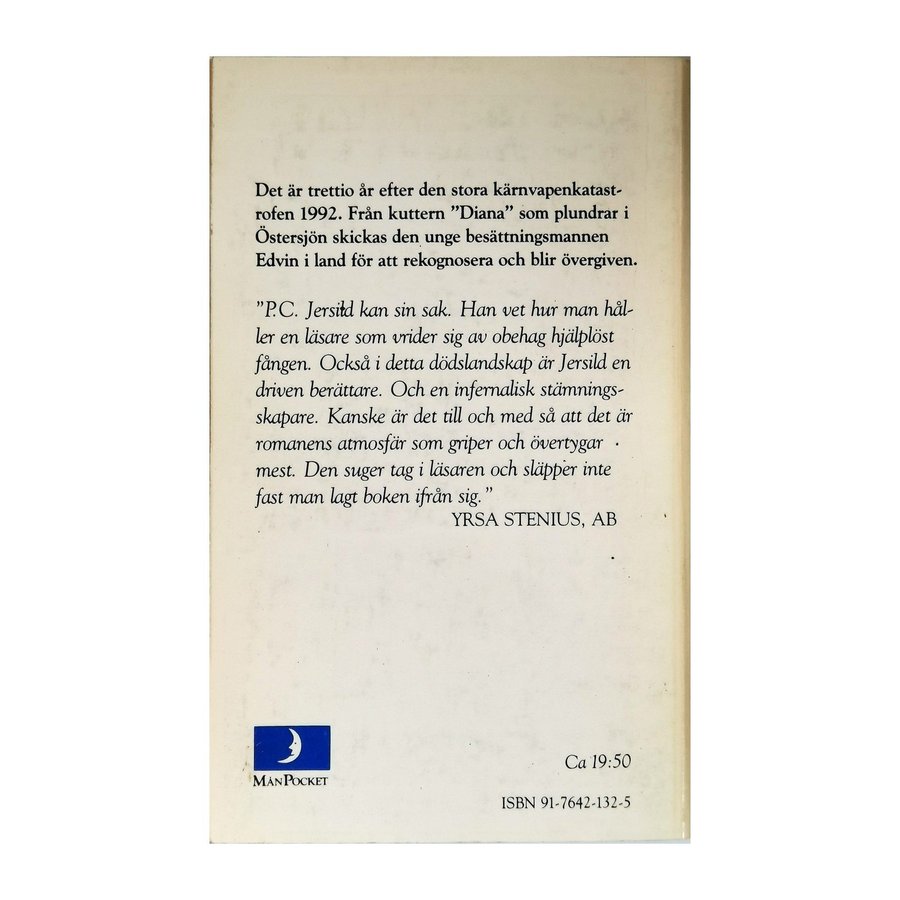 Det är trettio år efter den stora kärnvapenkatast-
rofen 1992. Från kuttern ”Diana” som plundrar i
Östersjön skickas den unge besättningsmannen
Edvin i land för att rekognosera och blir övergiven.
”P.C. Jersild kan sin sak. Han vet hur man hål-
ler en läsare som vrider sig av obehag hjälplöst
fången. Också i detta dödslandskap är Jersild en
driven berättare. Och en infernalisk stämnings-
skapare. Kanske är det till och med så att det är
romanens atmosfär som griper och övertygar
mest. Den suger tag i läsaren och släpper inte
fast man lagt boken ifrån sig.”
YRSA STENIUS, AB
MÅNPOCKET
Ca 19:50
ISBN 91-7642-132-5